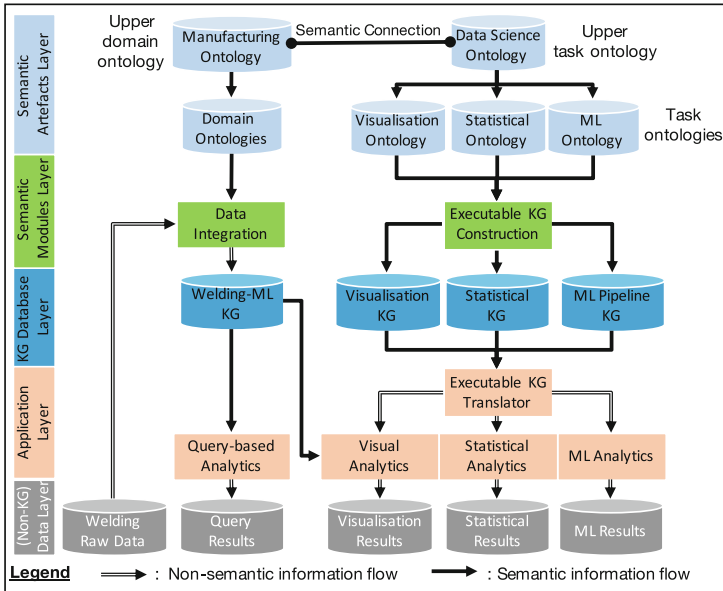 Upper
domain
ontology
Manufacturing
Ontology
Semantic Connection
Data Science
Ontology
Upper
task ontology
Semantic
Artefacts Layer
Domain
Ontologies
Visualisation
Ontology
Statistical
Ontology
ML
Ontology
Task
ontologies
Semantic
Modules Layer
Data
Integration
Executable KG
Construction
KG Database
Layer
Welding-ML
KG
Visualisation
KG
Statistical
KG
ML Pipeline
KG
Application
Layer
Executable KG
Translator
Query-based
Analytics
Visual
Analytics
Statistical
Analytics
ML Analytics
(Non-KG)
Data Layer
Welding
Raw Data
Query
Results
Visualisation
Results
Statistical
Results
ML Results
Legend
: Non-semantic information flow
: Semantic information flow